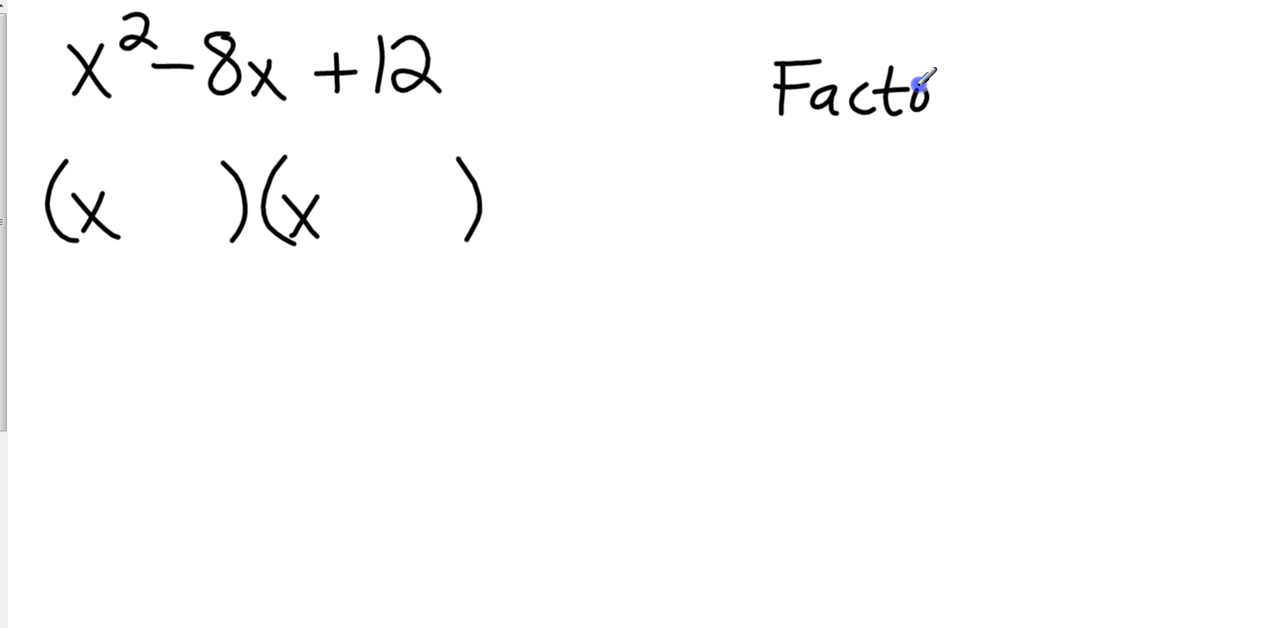 x²-8x+12
(x    )(x    )
Facto